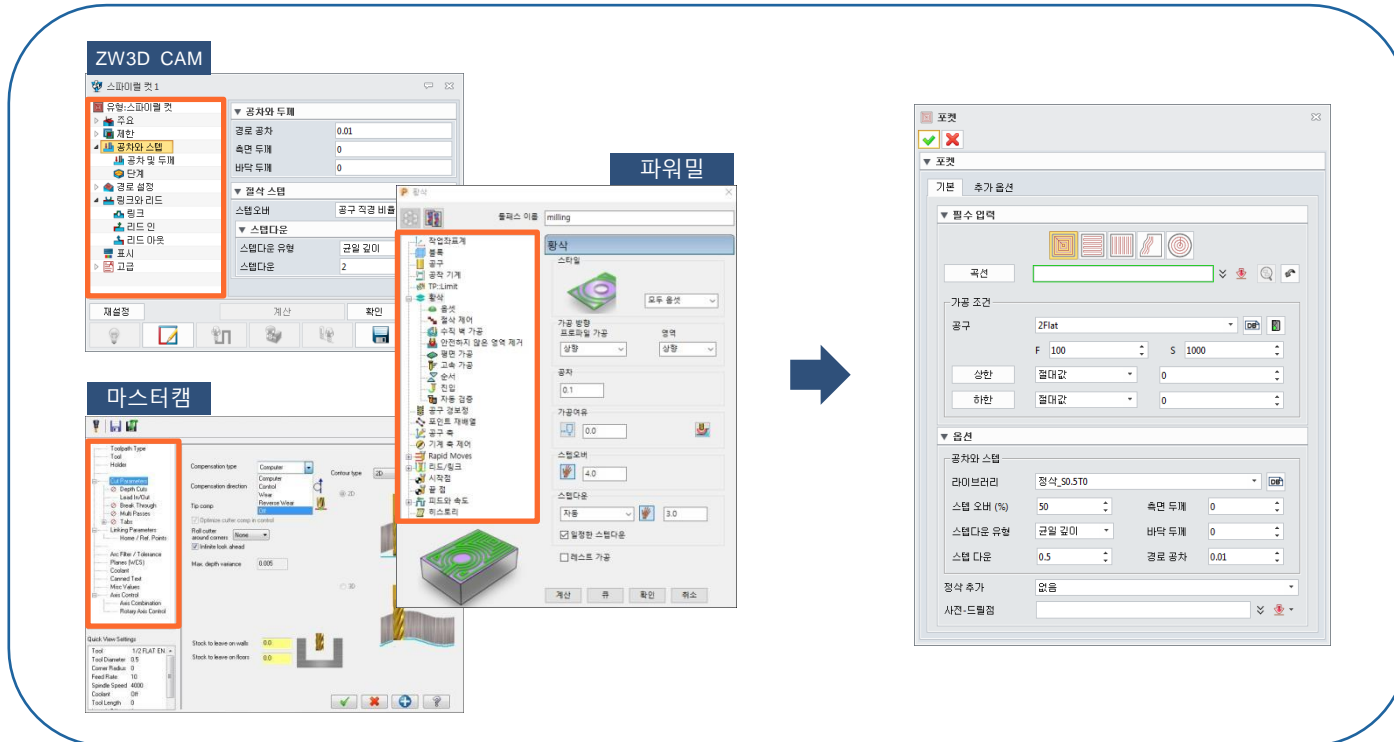 ZW3D CAM
스파이럴 컷 1
유형:스파이럴 컷
주요
제한
공차와 스텝
공차 및 두께
단계
경로 설정
링크와 리드
링크
리드 인
리드 아웃
표시
고급
공차와 두께
경로 공차 0.01
측면 두께 0
바닥 두께 0
절삭 스텝
스텝오버 공구 직경 비율
스텝다운
스텝다운 유형 균일 깊이
스텝다운 2
재설정 계산 확인
파워밀
황삭
툴패스 이름 milling
작업좌표계
블록
공구
공작 기계
TP::Limit
황삭
옵셋
절삭 제어
수직 벽 가공
안전하지 않은 영역 제거
평면 가공
고속 가공
순서
진입
자동 검증
공구 경보정
포인트 재배열
공구 축
기계 축 제어
Rapid Moves
리드/링크
시작점
끝 점
피드와 속도
히스토리
황삭
스타일
모두 옵셋
가공 방향
프로파일 가공 영역
상향 상향
공차
0.1
가공여유
0.0
스텝오버
4.0
스텝다운
자동 3.0
일정한 스텝다운
레스트 가공
계산 큐 확인 취소
마스터캠
Toolpath Type
Tool
Holder
Cut Parameters
Depth Cuts
Lead In/Out
Break Through
Multi Passes
Tabs
Linking Parameters
Home / Ref. Points
Arc Filter / Tolerance
Planes (WCS)
Coolant
Canned Text
Misc Values
Axis Control
Axis Combination
Rotary Axis Control
Compensation type Computer
Computer
Control
Wear
Reverse Wear
Off
Contour type 2D
Compensation direction
2D
Tip comp
Optimize cutter comp in control
Roll cutter
around corners None
Infinite look ahead
Max. depth variance 0.005
3D
Stock to leave on walls 0.0
Stock to leave on floors 0.0
Quick View Settings
Tool 1/2 FLAT EN
Tool Diameter 0.5
Corner Radius 0
Feed Rate 10
Spindle Speed 4000
Coolant Off
Tool Length 0
포켓
포켓
기본 추가 옵션
필수 입력
곡선
가공 조건
공구 2Flat
F 100 S 1000
상한 절대값 0
하한 절대값 0
옵션
공차와 스텝
라이브러리 정삭_S0.5T0
스텝 오버 (%) 50 측면 두께 0
스텝다운 유형 균일 깊이 바닥 두께 0
스텝 다운 0.5 경로 공차 0.01
정삭 추가 없음
사전-드릴점